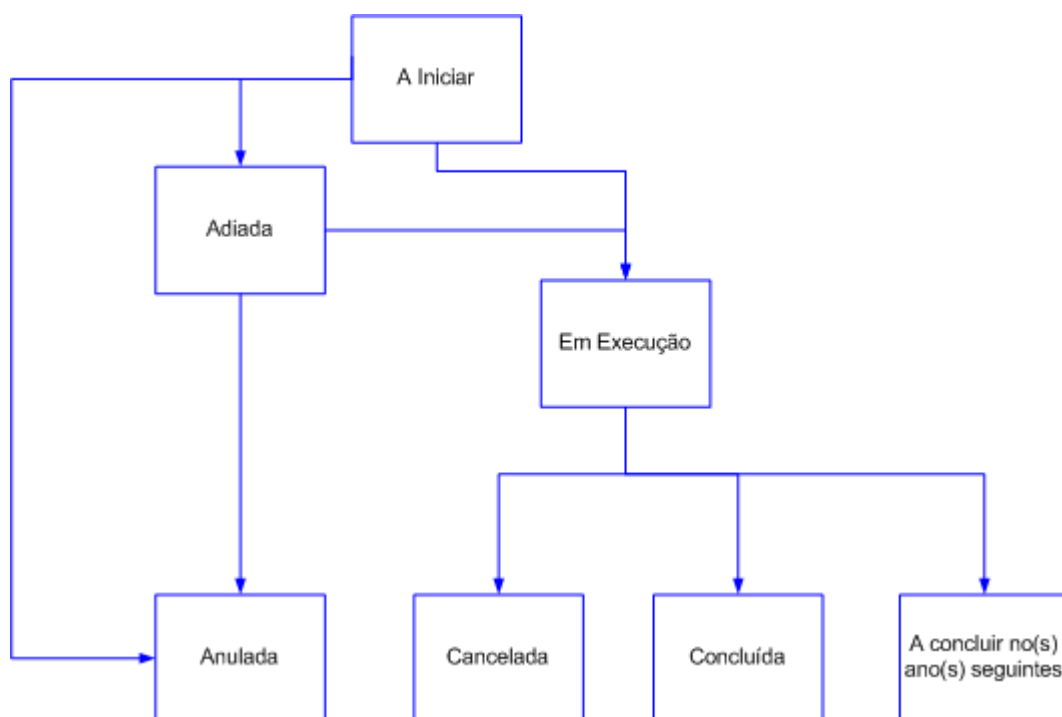 A Iniciar
Adiada
Em Execução
Anulada
Cancelada
Concluída
A concluir no(s)
ano(s) seguintes